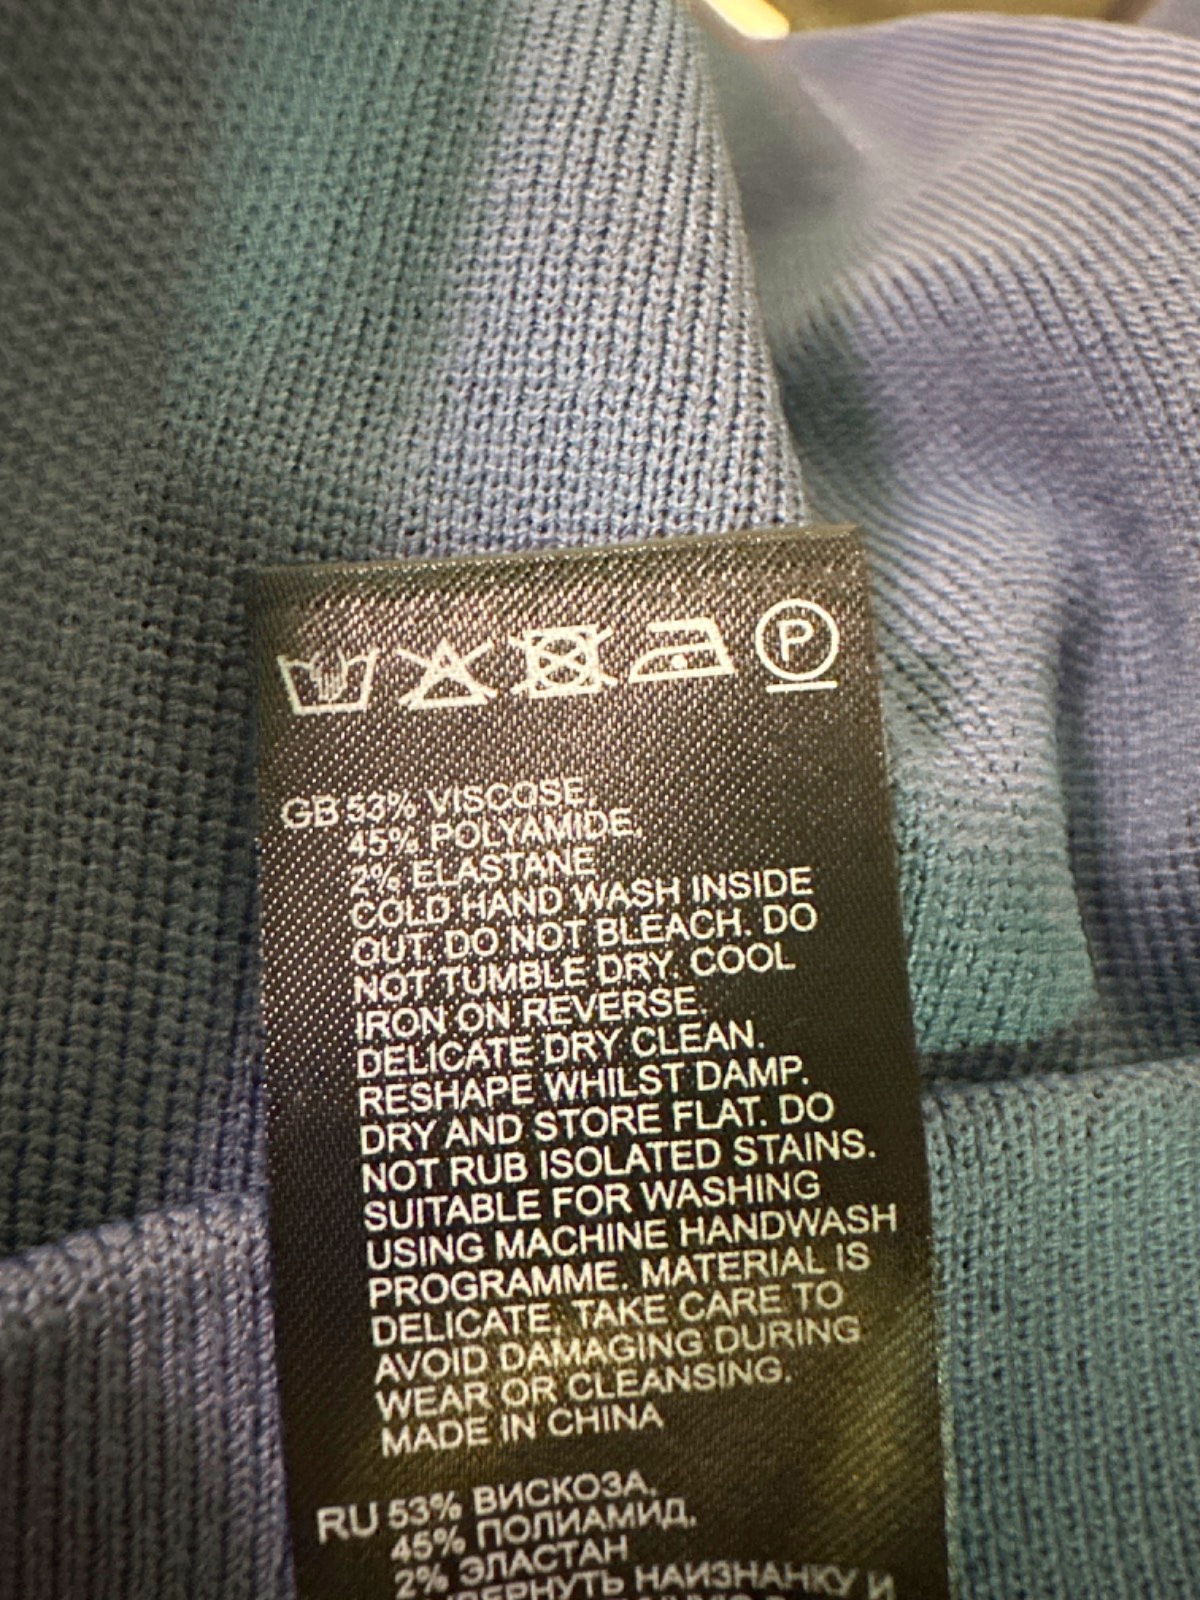 P
GB 53% VISCOSE,
45% POLYAMIDE,
2% ELASTANE
COLD HAND WASH INSIDE
OUT. DO NOT BLEACH. DO
NOT TUMBLE DRY. COOL
IRON ON REVERSE.
DELICATE DRY CLEAN.
RESHAPE WHILST DAMP.
DRY AND STORE FLAT. DO
NOT RUB ISOLATED STAINS.
SUITABLE FOR WASHING
USING MACHINE HANDWASH
PROGRAMME. MATERIAL IS
DELICATE, TAKE CARE TO
AVOID DAMAGING DURING
WEAR OR CLEANSING.
MADE IN CHINA
RU 53% ВИСКОЗА,
45% ПОЛИАМИД,
2% ЭЛАСТАН
НАИЗНАНКУ И